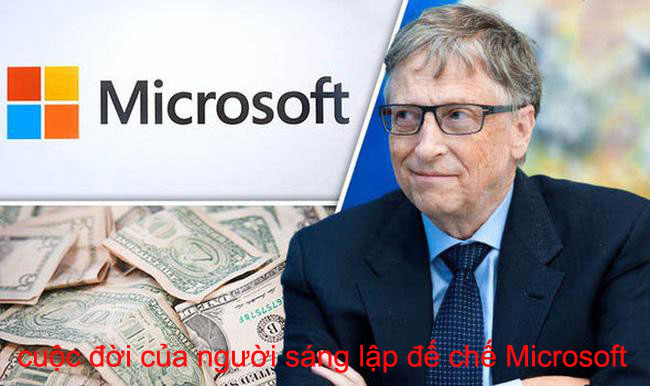 Microsoft
cuộc đời của người sáng lập đế chế Microsoft